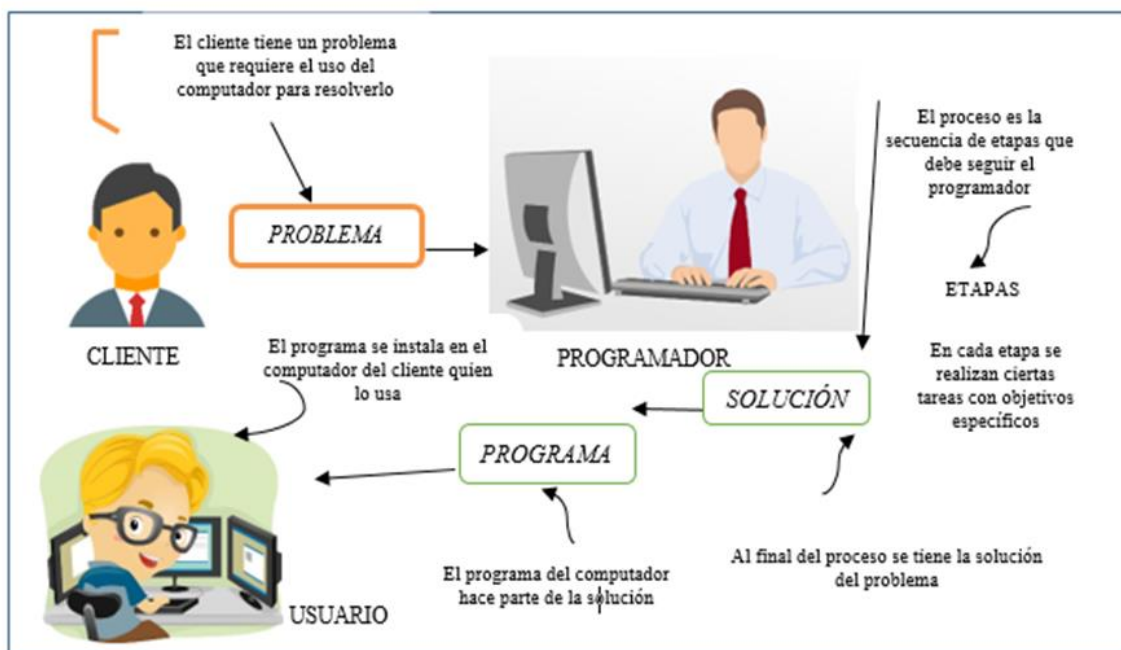 El cliente tiene un problema
que requiere el uso del
computador para resolverlo
PROBLEMA
CLIENTE
PROGRAMADOR
El proceso es la
secuencia de etapas que
debe seguir el
programador
ETAPAS
En cada etapa se
realizan ciertas
tareas con objetivos
específicos
SOLUCIÓN
Al final del proceso se tiene la solución
del problema
PROGRAMA
El programa del computador
hace parte de la solución
El programa se instala en el
computador del cliente quien
lo usa
USUARIO